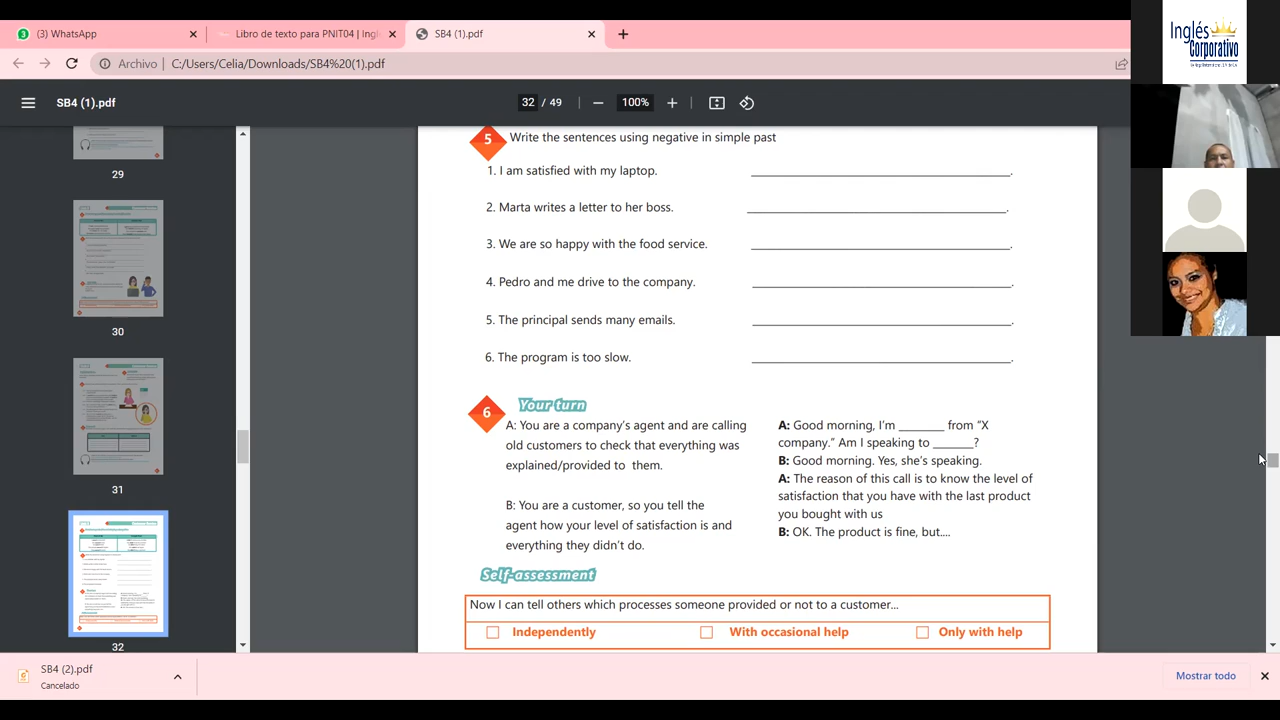 (3) WhatsApp
Libro de texto para PNIT04 | Ingl
SB4 (1).pdf
Archivo
C:/Users/Celia/Downloads/SB4%20(1).pdf
SB4 (1).pdf
32 / 49
100%
29
30
31
32
5
Write the sentences using negative in simple past
1. I am satisfied with my laptop. ______________________________.
2. Marta writes a letter to her boss. ______________________________.
3. We are so happy with the food service. ______________________________.
4. Pedro and me drive to the company. ______________________________.
5. The principal sends many emails. ______________________________.
6. The program is too slow. ______________________________.
6
Your turn
A: You are a company's agent and are calling
old customers to check that everything was
explained/provided to them.
B: You are a customer, so you tell the
agent how your level of satisfaction is and
everything they didn't do.
A: Good morning, I'm _______ from "X
company." Am I speaking to ______?
B: Good morning. Yes, she's speaking.
A: The reason of this call is to know the level of
satisfaction that you have with the last product
you bought with us
B: OK. The product is fine, but....
Self-assessment
Now I can tell others which processes someone provided or not to a customer...
Independently
With occasional help
Only with help
SB4 (2).pdf
Cancelado
Mostrar todo
Inglés
Corporativo